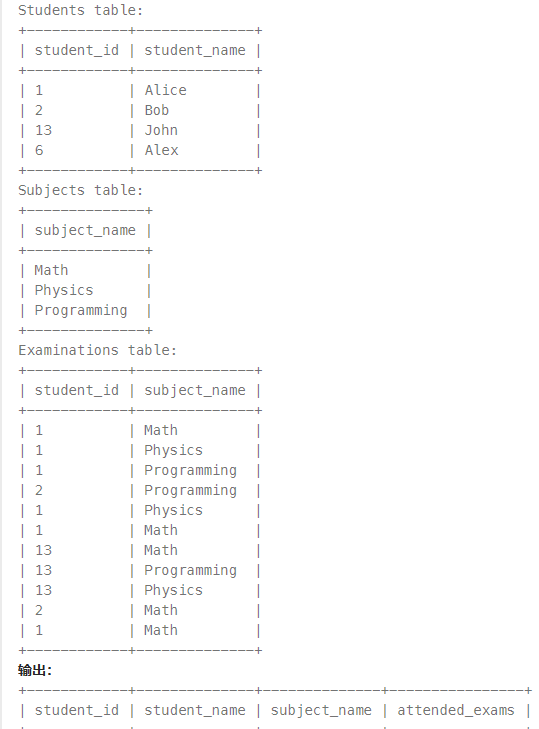 Students table:
+------------+--------------+
| student_id | student_name |
+------------+--------------+
| 1          | Alice        |
| 2          | Bob          |
| 13         | John         |
| 6          | Alex         |
+------------+--------------+
Subjects table:
+--------------+
| subject_name |
+--------------+
| Math         |
| Physics      |
| Programming  |
+--------------+
Examinations table:
+------------+--------------+
| student_id | subject_name |
+------------+--------------+
| 1          | Math         |
| 1          | Physics      |
| 1          | Programming  |
| 2          | Programming  |
| 1          | Physics      |
| 1          | Math         |
| 13         | Math         |
| 13         | Programming  |
| 13         | Physics      |
| 2          | Math         |
| 1          | Math         |
+------------+--------------+
输出:
+------------+--------------+--------------+----------------+
| student_id | student_name | subject_name | attended_exams |